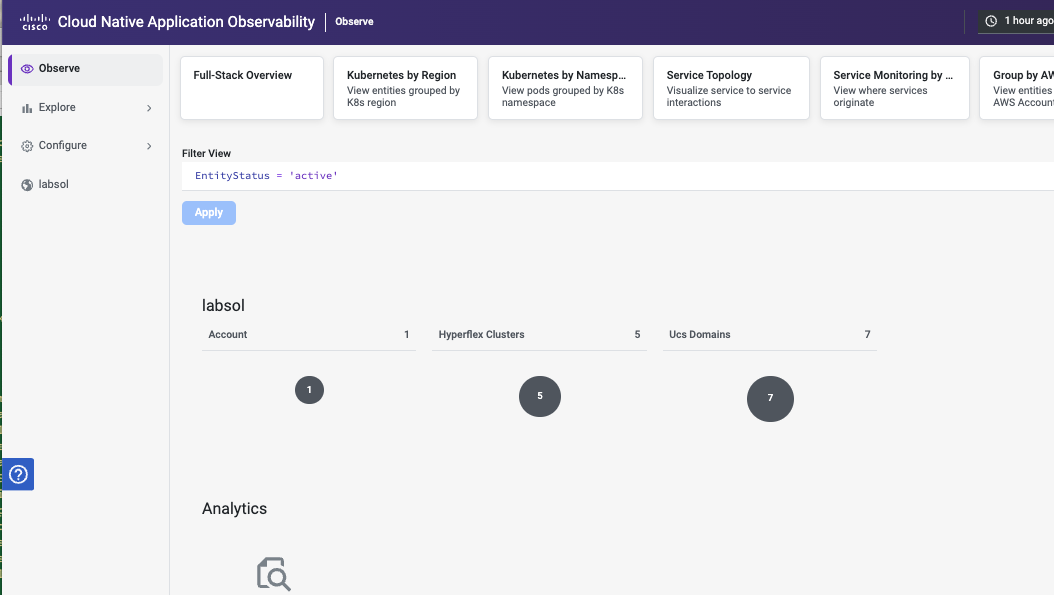 cisco Cloud Native Application Observability Observe
1 hour ago
Observe
Explore
Configure
labsol
Full-Stack Overview
Kubernetes by Region
View entities grouped by
K8s region
Kubernetes by Namesp...
View pods grouped by K8s
namespace
Service Topology
Visualize service to service
interactions
Service Monitoring by ...
View where services
originate
Group by AW
View entities
AWS Accoun
Filter View
EntityStatus = 'active'
Apply
labsol
Account 1
Hyperflex Clusters 5
Ucs Domains 7
1
5
7
Analytics